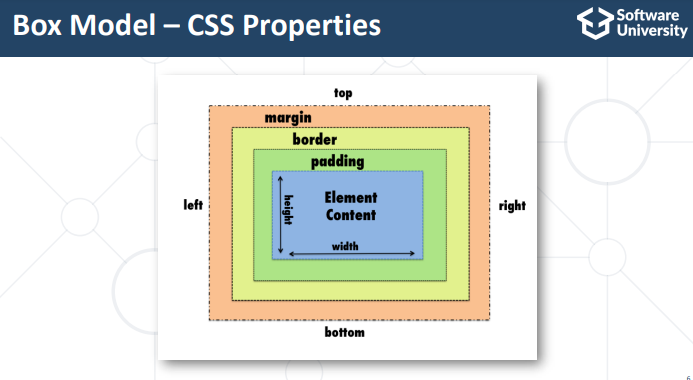 Box Model – CSS Properties
Software
University
top
margin
border
padding
left
height
Element
Content
right
width
bottom
6